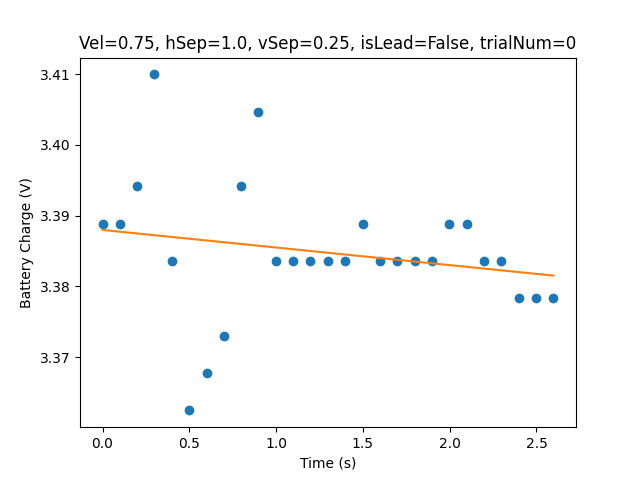 Vel=0.75, hSep=1.0, vSep=0.25, isLead=False, trialNum=0
3.41
3.40
3.39
3.38
3.37
Battery Charge (V)
0.0 0.5 1.0 1.5 2.0 2.5
Time (s)